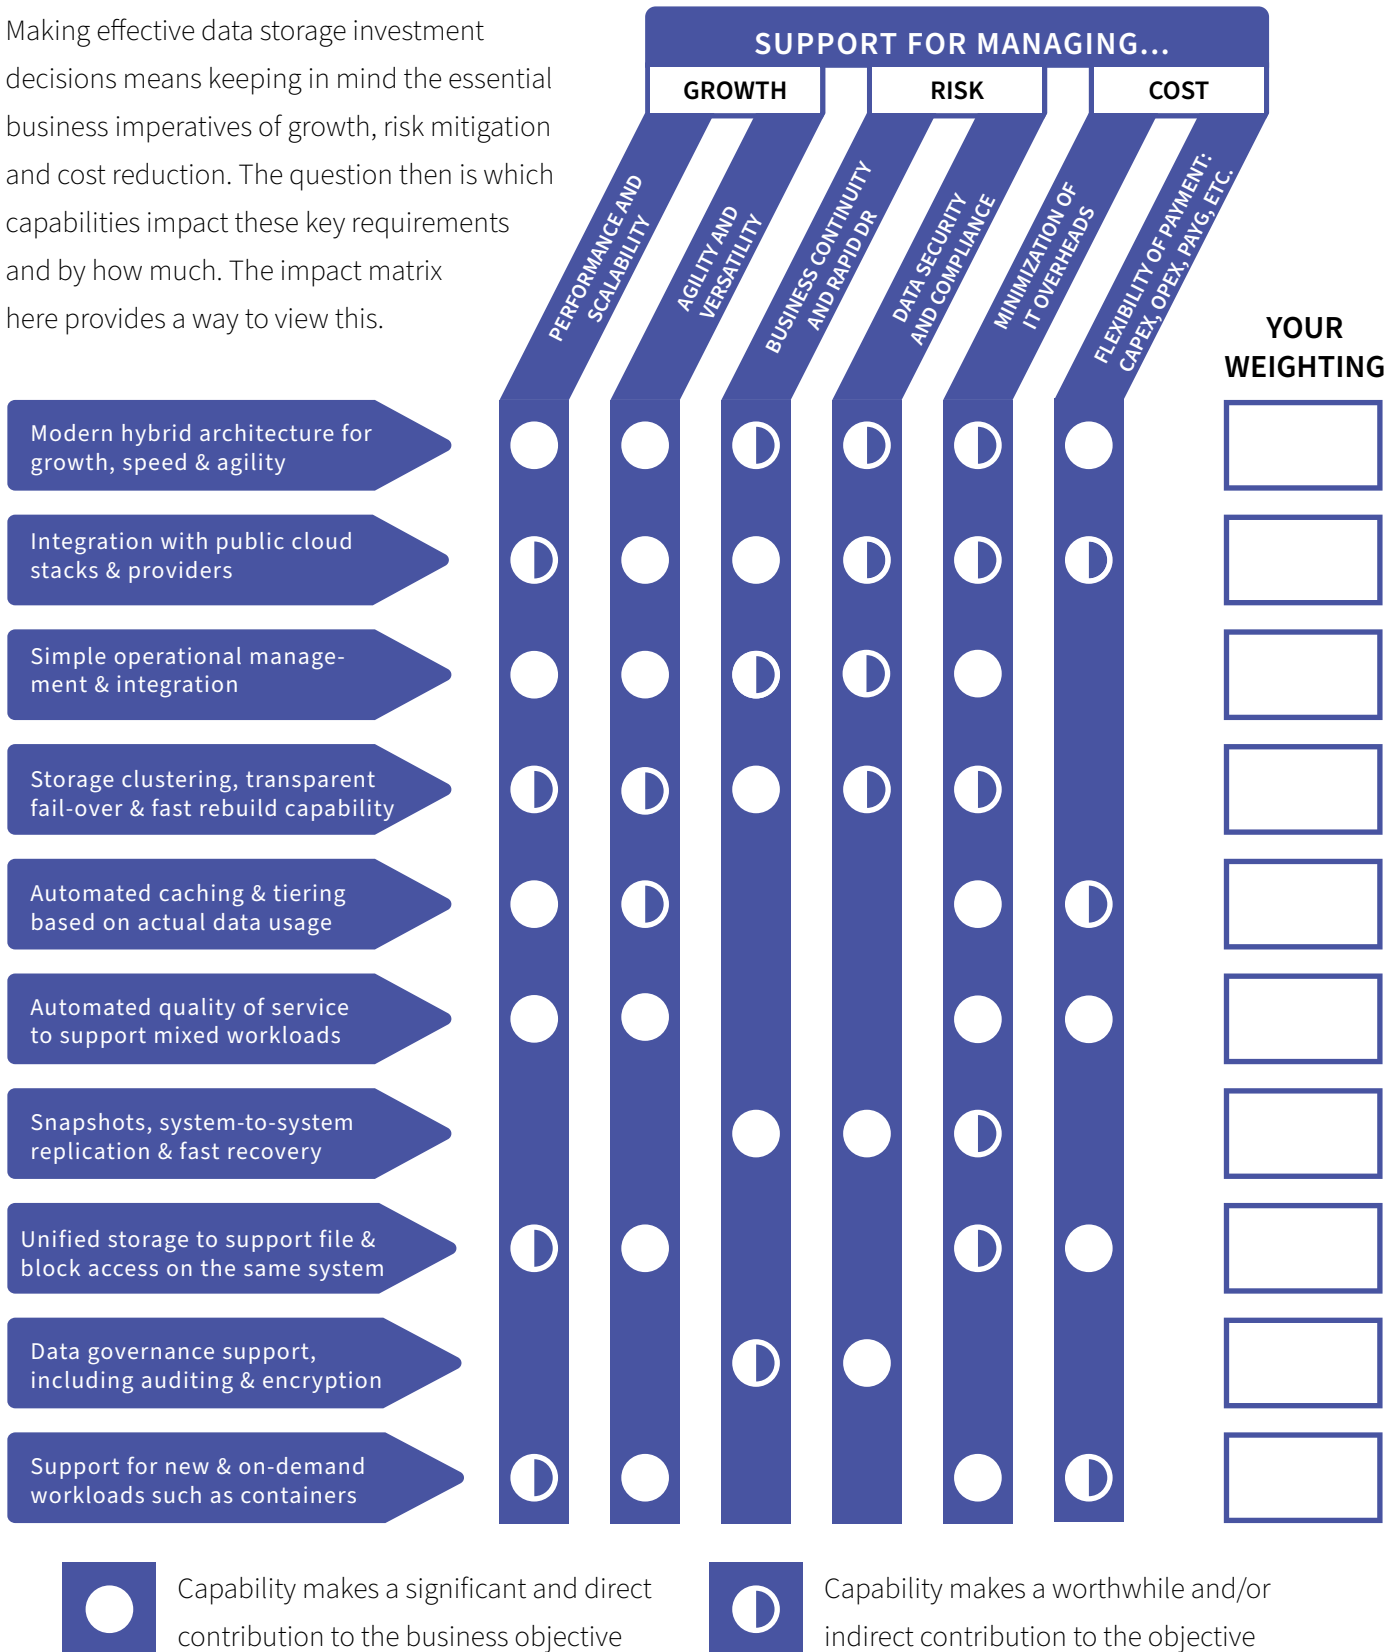 Making effective data storage investment
decisions means keeping in mind the essential
business imperatives of growth, risk mitigation
and cost reduction. The question then is which
capabilities impact these key requirements
and by how much. The impact matrix
here provides a way to view this.
SUPPORT FOR MANAGING...
GROWTH
RISK
COST
PERFORMANCE AND
SCALABILITY
AGILITY AND
VERSATILITY
BUSINESS CONTINUITY
AND RAPID DR
DATA SECURITY
AND COMPLIANCE
MINIMIZATION OF
IT OVERHEADS
FLEXIBILITY OF PAYMENT:
CAPEX, OPEX, PAYG, ETC.
YOUR
WEIGHTING
Modern hybrid architecture for
growth, speed & agility
Integration with public cloud
stacks & providers
Simple operational manage-
ment & integration
Storage clustering, transparent
fail-over & fast rebuild capability
Automated caching & tiering
based on actual data usage
Automated quality of service
to support mixed workloads
Snapshots, system-to-system
replication & fast recovery
Unified storage to support file &
block access on the same system
Data governance support,
including auditing & encryption
Support for new & on-demand
workloads such as containers
Capability makes a significant and direct
contribution to the business objective
Capability makes a worthwhile and/or
indirect contribution to the objective